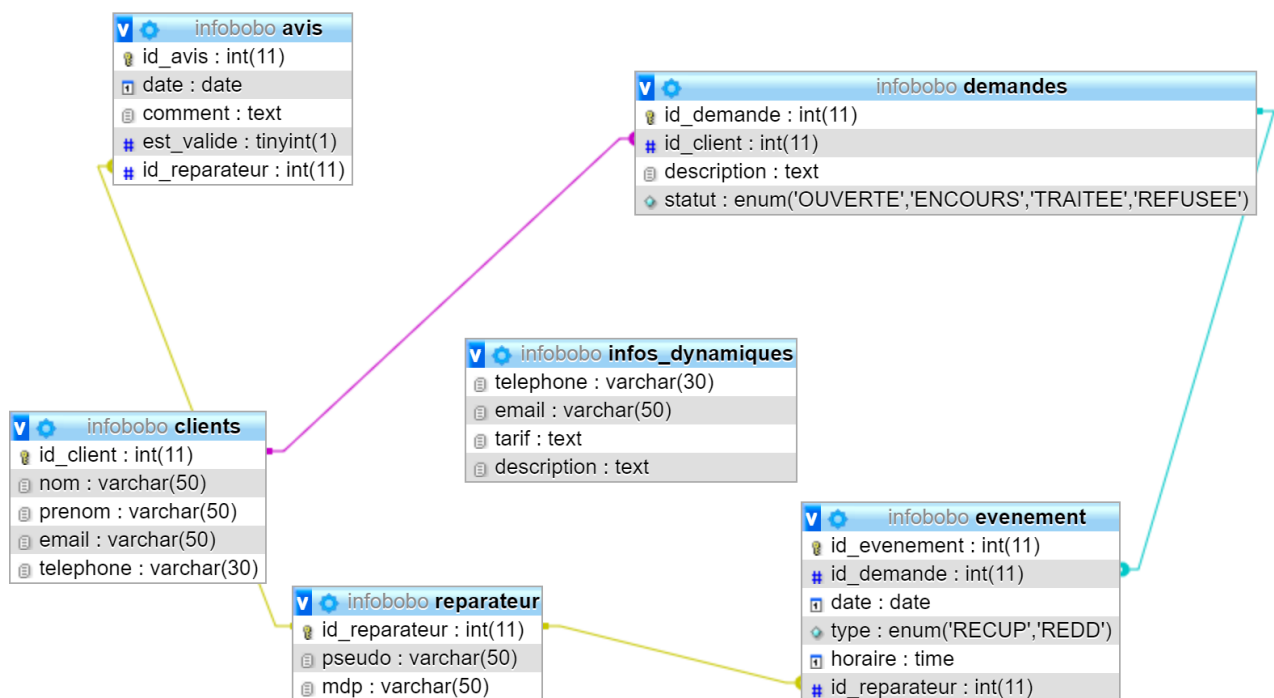 infobobo avis
id_avis : int(11)
date : date
comment : text
est_valide : tinyint(1)
id_reparateur : int(11)
infobobo demandes
id_demande : int(11)
id_client : int(11)
description : text
statut : enum('OUVERTE','ENCOURS','TRAITEE','REFUSEE')
infobobo infos_dynamiques
telephone : varchar(30)
email : varchar(50)
tarif : text
description : text
infobobo clients
id_client : int(11)
nom : varchar(50)
prenom : varchar(50)
email : varchar(50)
telephone : varchar(30)
infobobo reparateur
id_reparateur : int(11)
pseudo : varchar(50)
mdp : varchar(50)
infobobo evenement
id_evenement : int(11)
id_demande : int(11)
date : date
type : enum('RECUP','REDD')
horaire : time
id_reparateur : int(11)